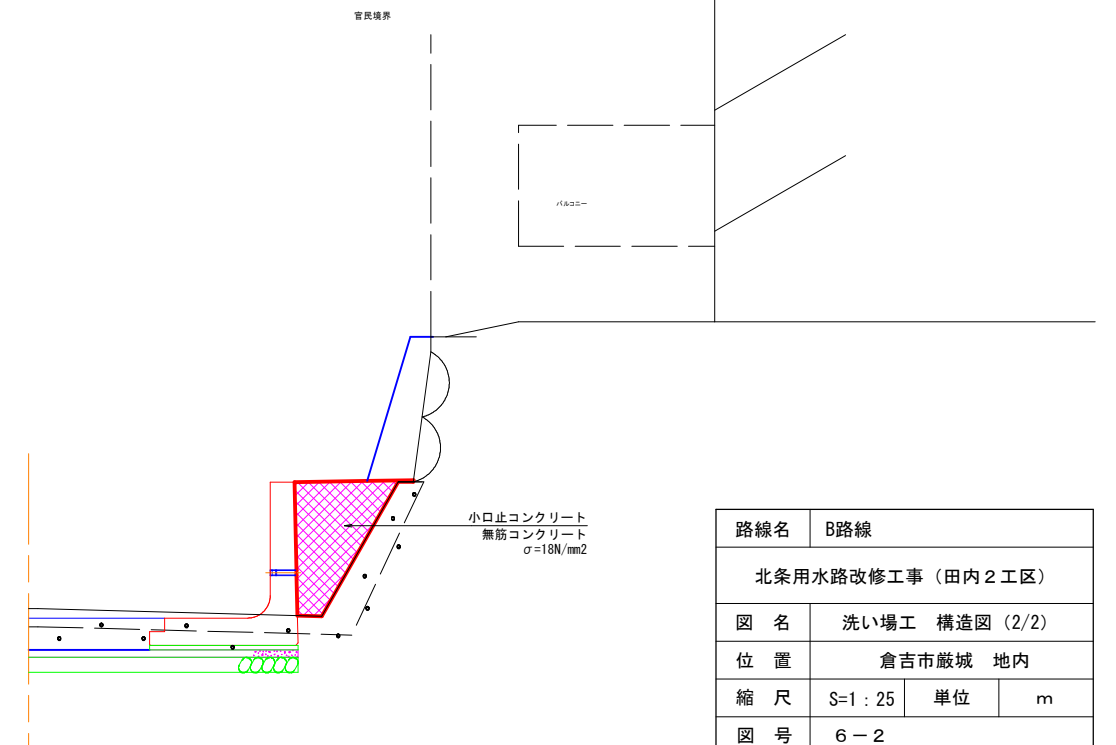 官民境界
バルコニー
小口止コンクリート
無筋コンクリート
σ=18N/mm2
路線名 B路線
北条用水路改修工事（田内２工区）
図 名 洗い場工 構造図（2/2）
位 置 倉吉市巌城 地内
縮 尺 S=1：25 単位 m
図 号 ６－２